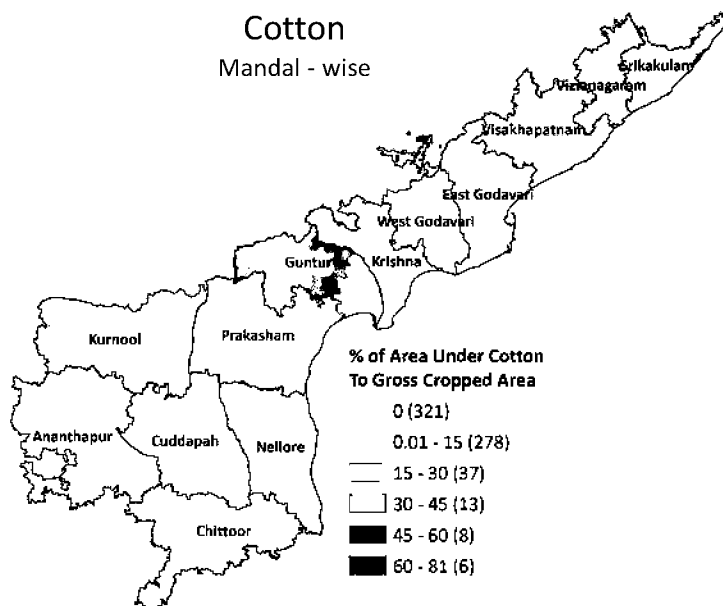 Cotton
Mandal - wise
Srikakulam
Vizianagaram
Visakhapatnam
East Godavari
West Godavari
Krishna
Guntur
Prakasham
Kurnool
Ananthapur
Cuddapah
Nellore
Chittoor
% of Area Under Cotton
To Gross Cropped Area
0 (321)
0.01 - 15 (278)
15 - 30 (37)
30 - 45 (13)
45 - 60 (8)
60 - 81 (6)